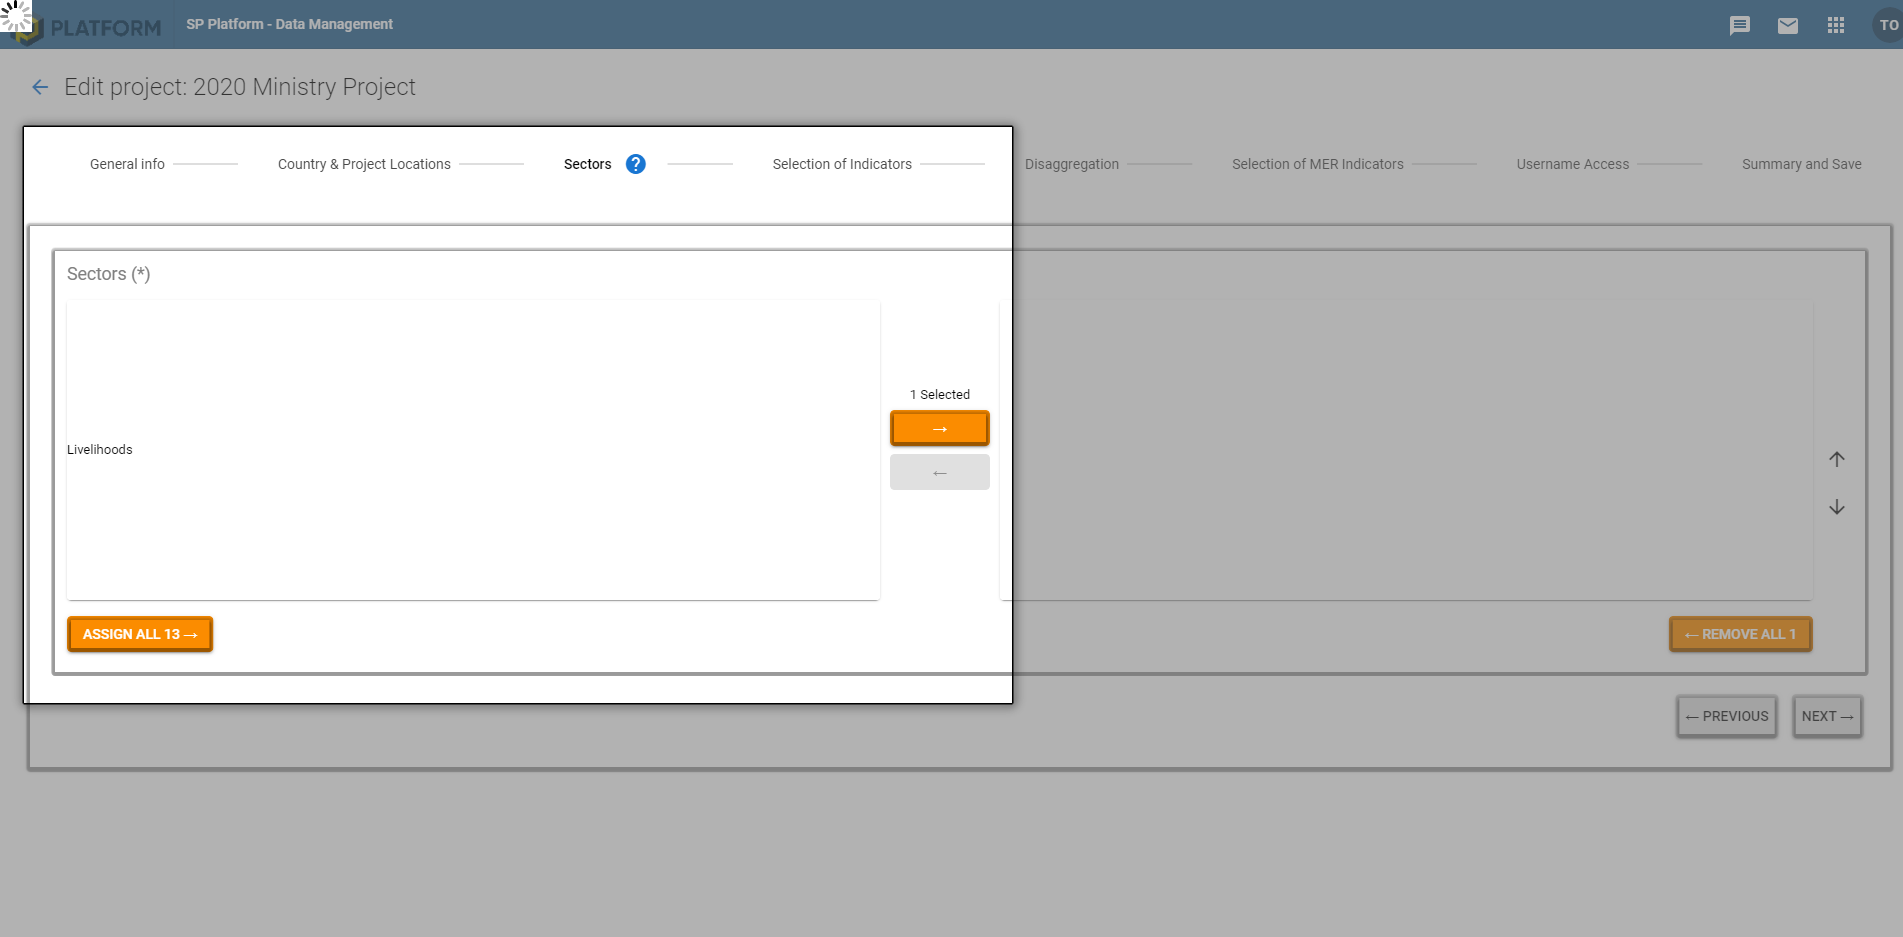 PLATFORM
SP Platform - Data Management
TO
Edit project: 2020 Ministry Project
General info
Country & Project Locations
Sectors ?
Selection of Indicators
Disaggregation
Selection of MER Indicators
Username Access
Summary and Save
Sectors (*)
Livelihoods
1 Selected
→
←
ASSIGN ALL 13 →
← REMOVE ALL 1
← PREVIOUS
NEXT →